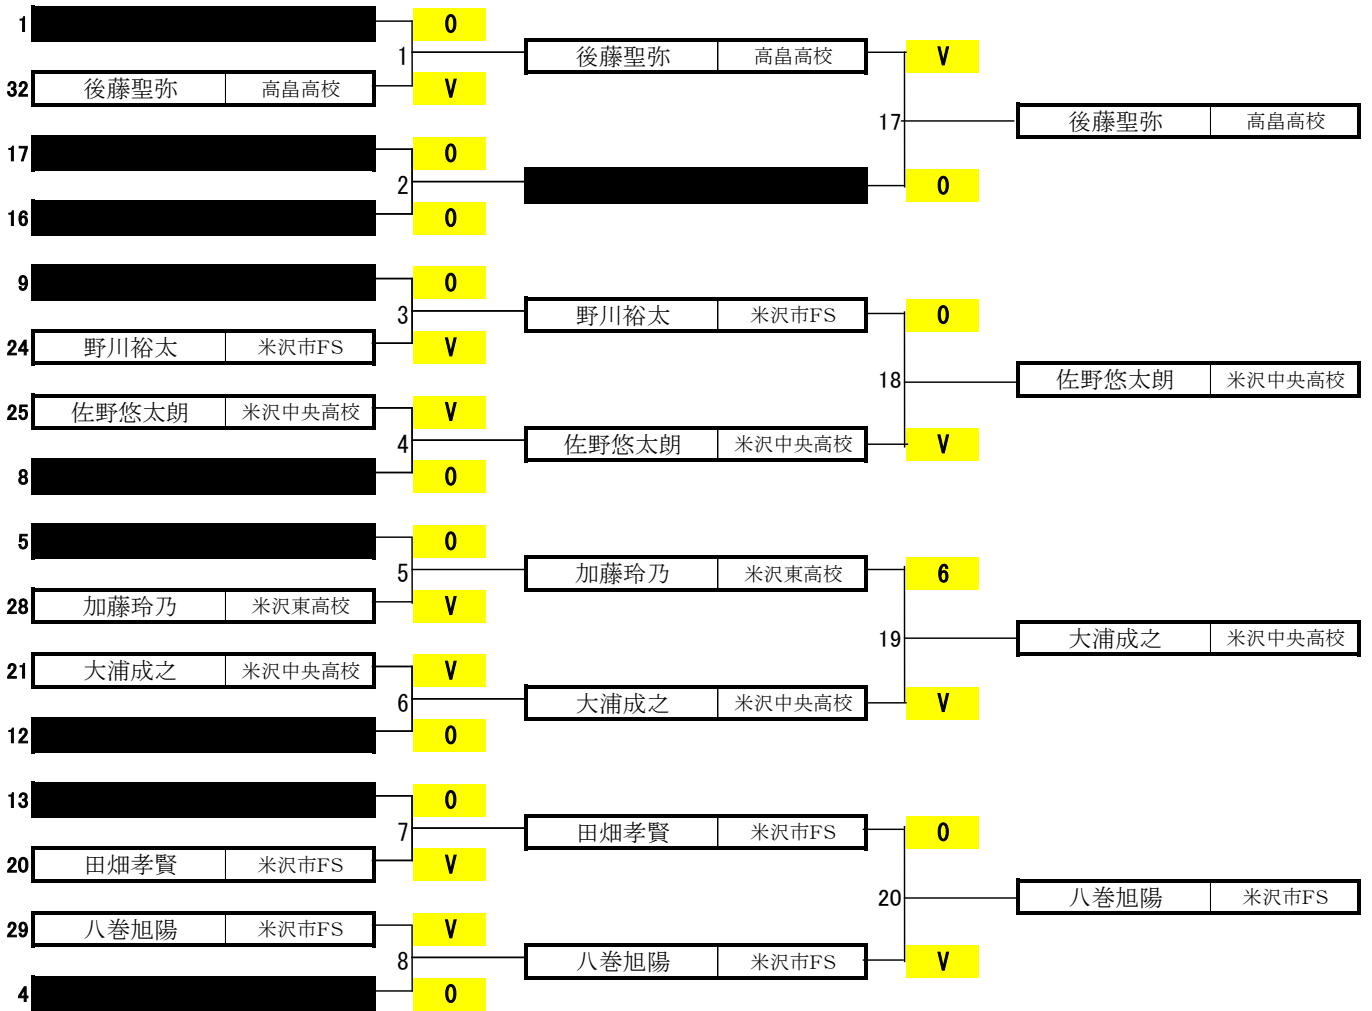 1 0
1 後藤聖弥 高畠高校 V
32 後藤聖弥 高畠高校 V
17 後藤聖弥 高畠高校
17 0
2 0
16 0
9 0
3 野川裕太 米沢市FS 0
24 野川裕太 米沢市FS V
18 佐野悠太朗 米沢中央高校
25 佐野悠太朗 米沢中央高校 V
4 佐野悠太朗 米沢中央高校 V
8 0
5 0
5 加藤玲乃 米沢東高校 6
28 加藤玲乃 米沢東高校 V
19 大浦成之 米沢中央高校
21 大浦成之 米沢中央高校 V
6 大浦成之 米沢中央高校 V
12 0
13 0
7 田畑孝賢 米沢市FS 0
20 田畑孝賢 米沢市FS V
20 八巻旭陽 米沢市FS
29 八巻旭陽 米沢市FS V
8 八巻旭陽 米沢市FS V
4 0